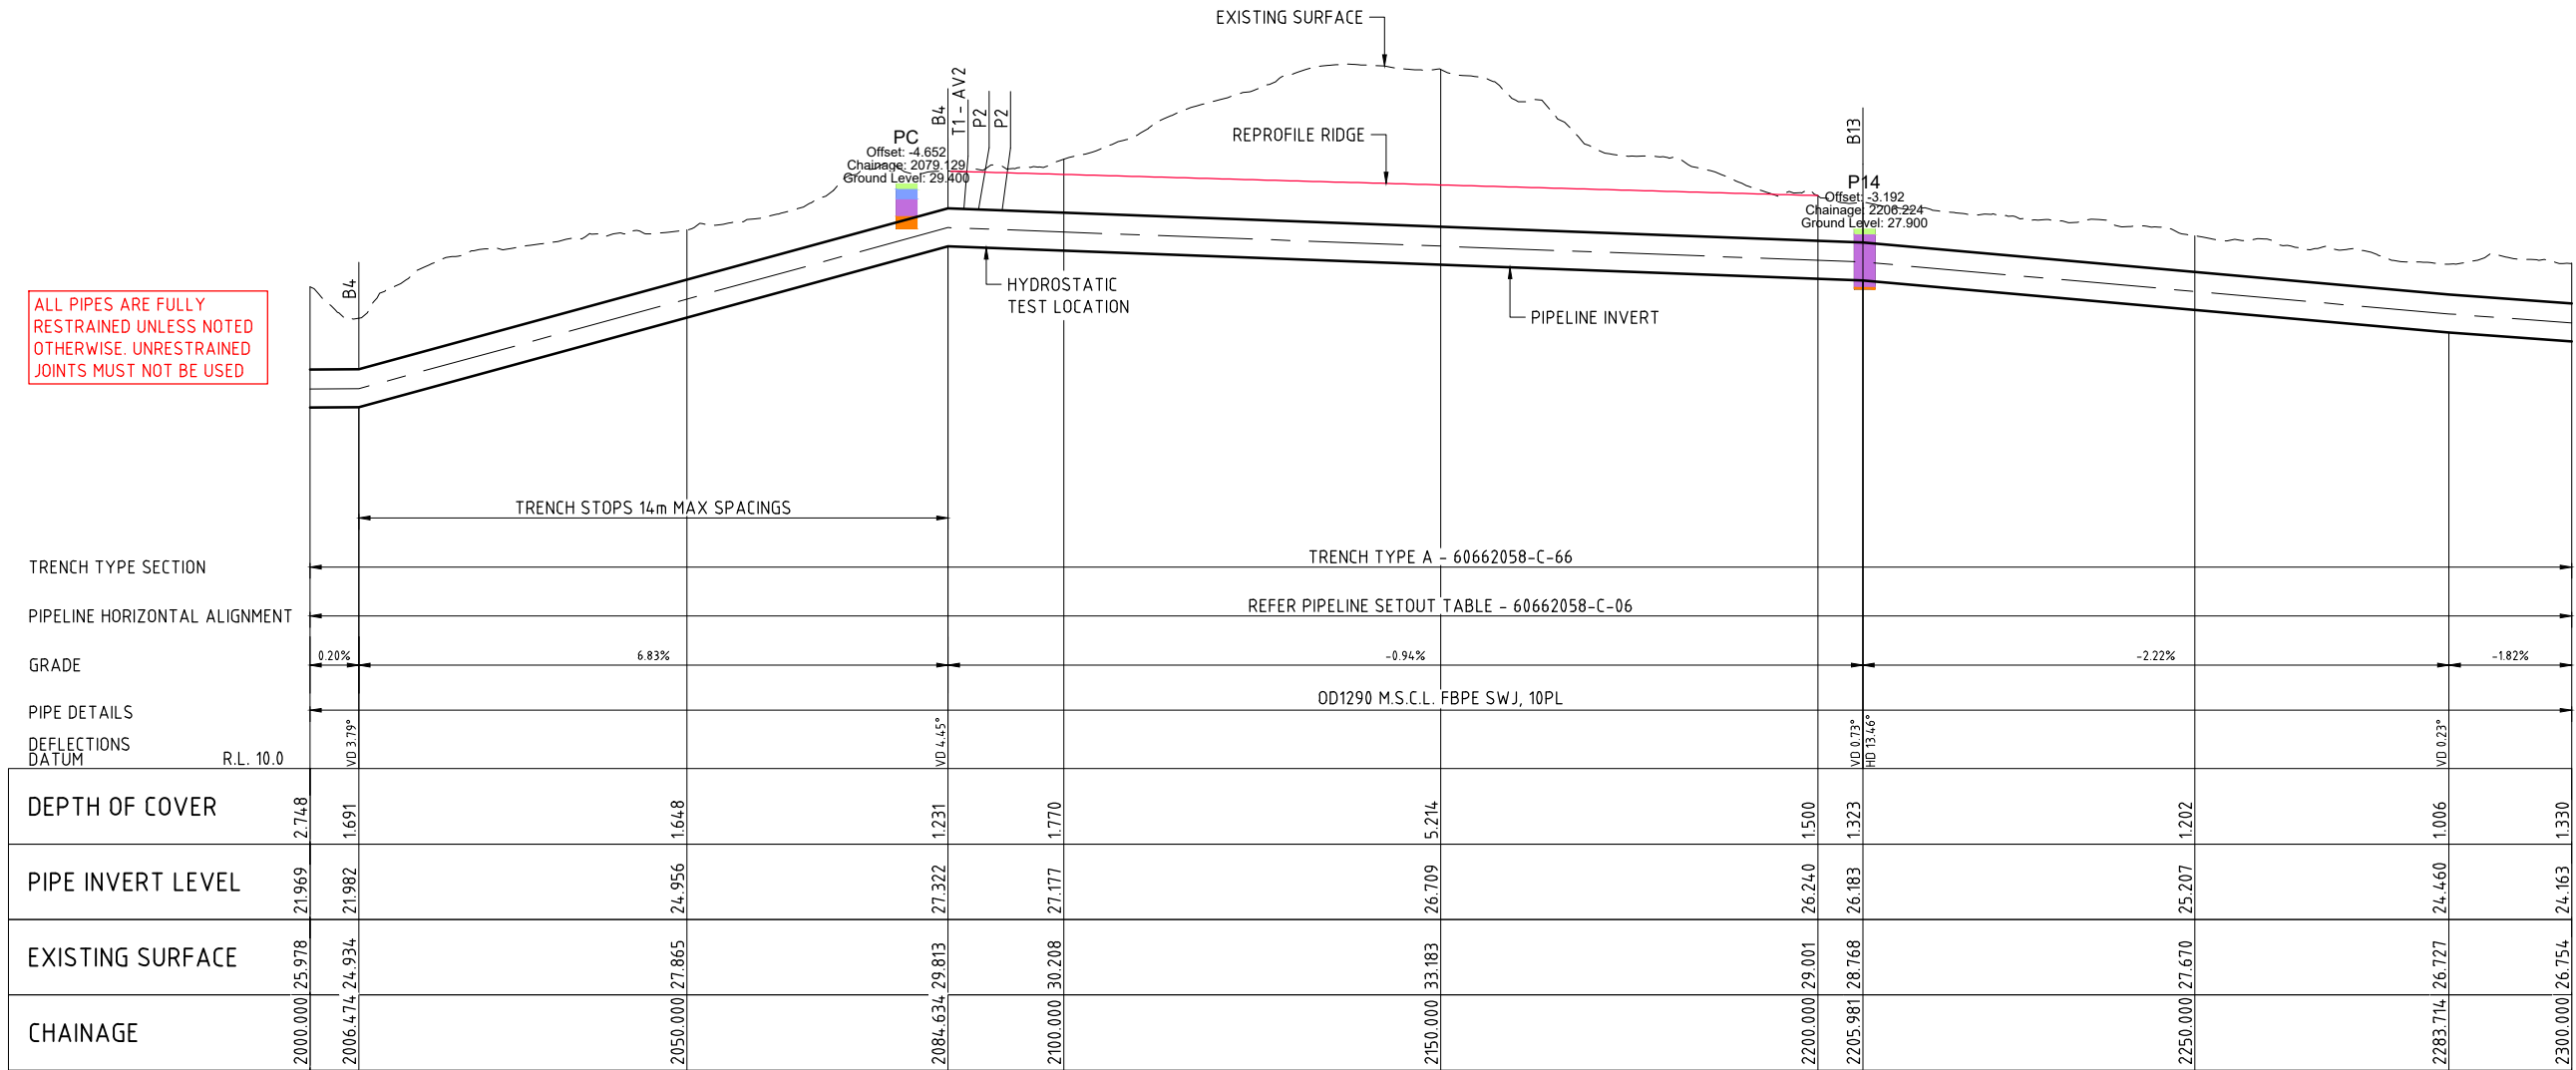 EXISTING SURFACE
REPROFILE RIDGE
B4
T1 - AV2
P2
P2
B13
PC
Offset: -4.652
Chainage: 2079.129
Ground Level: 29.400
P14
Offset: -3.192
Chainage: 2206.224
Ground Level: 27.900
B4
ALL PIPES ARE FULLY
RESTRAINED UNLESS NOTED
OTHERWISE. UNRESTRAINED
JOINTS MUST NOT BE USED
HYDROSTATIC
TEST LOCATION
PIPELINE INVERT
TRENCH STOPS 14m MAX SPACINGS
TRENCH TYPE SECTION
TRENCH TYPE A - 60662058-C-66
PIPELINE HORIZONTAL ALIGNMENT
REFER PIPELINE SETOUT TABLE - 60662058-C-06
GRADE
0.20%
6.83%
-0.94%
-2.22%
-1.82%
PIPE DETAILS
OD1290 M.S.C.L. FBPE SWJ, 10PL
DEFLECTIONS
VD 3.79°
VD 4.45°
VD 0.73°
HD 13.46°
VD 0.23°
DATUM
R.L. 10.0
DEPTH OF COVER
2.748
1.691
1.648
1.231
1.770
5.214
1.500
1.323
1.202
1.006
1.330
PIPE INVERT LEVEL
21.969
21.982
24.956
27.322
27.177
26.709
26.240
26.183
25.207
24.460
24.163
EXISTING SURFACE
25.978
24.934
27.865
29.813
30.208
33.183
29.001
28.768
27.670
26.727
26.754
CHAINAGE
2000.000
2006.474
2050.000
2084.634
2100.000
2150.000
2200.000
2205.981
2250.000
2283.714
2300.000